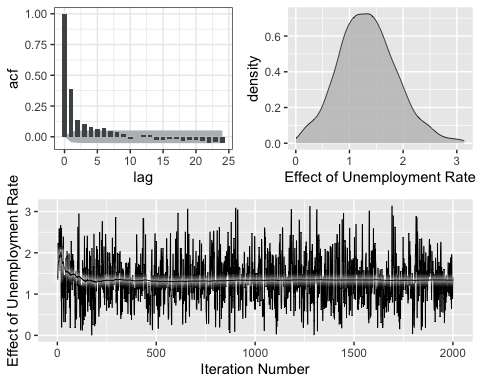 acf
1.00
0.75
0.50
0.25
0.00
0 5 10 15 20 25
lag
density
0.6
0.4
0.2
0.0
0 1 2 3
Effect of Unemployment Rate
Effect of Unemployment Rate
3
2
1
0
0 500 1000 1500 2000
Iteration Number